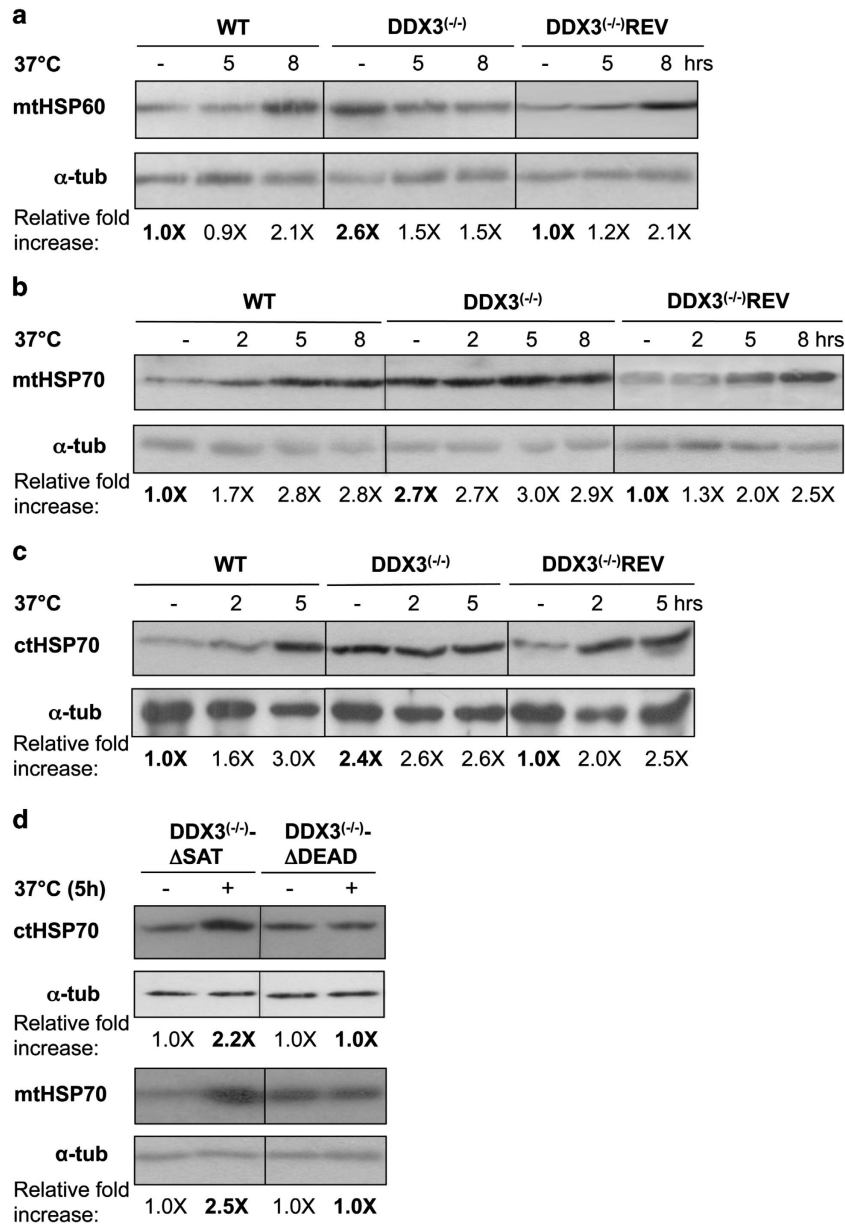 a
WT DDX3(-/-) DDX3(-/-)REV
37°C - 5 8 - 5 8 - 5 8 hrs
mtHSP60
α-tub
Relative fold
increase: 1.0X 0.9X 2.1X 2.6X 1.5X 1.5X 1.0X 1.2X 2.1X
b
WT DDX3(-/-) DDX3(-/-)REV
37°C - 2 5 8 - 2 5 8 - 2 5 8 hrs
mtHSP70
α-tub
Relative fold
increase: 1.0X 1.7X 2.8X 2.8X 2.7X 2.7X 3.0X 2.9X 1.0X 1.3X 2.0X 2.5X
c
WT DDX3(-/-) DDX3(-/-)REV
37°C - 2 5 - 2 5 - 2 5 hrs
ctHSP70
α-tub
Relative fold
increase: 1.0X 1.6X 3.0X 2.4X 2.6X 2.6X 1.0X 2.0X 2.5X
d
DDX3(-/-)- DDX3(-/-)-
ΔSAT ΔDEAD
37°C (5h) - + - +
ctHSP70
α-tub
Relative fold
increase: 1.0X 2.2X 1.0X 1.0X
mtHSP70
α-tub
Relative fold
increase: 1.0X 2.5X 1.0X 1.0X